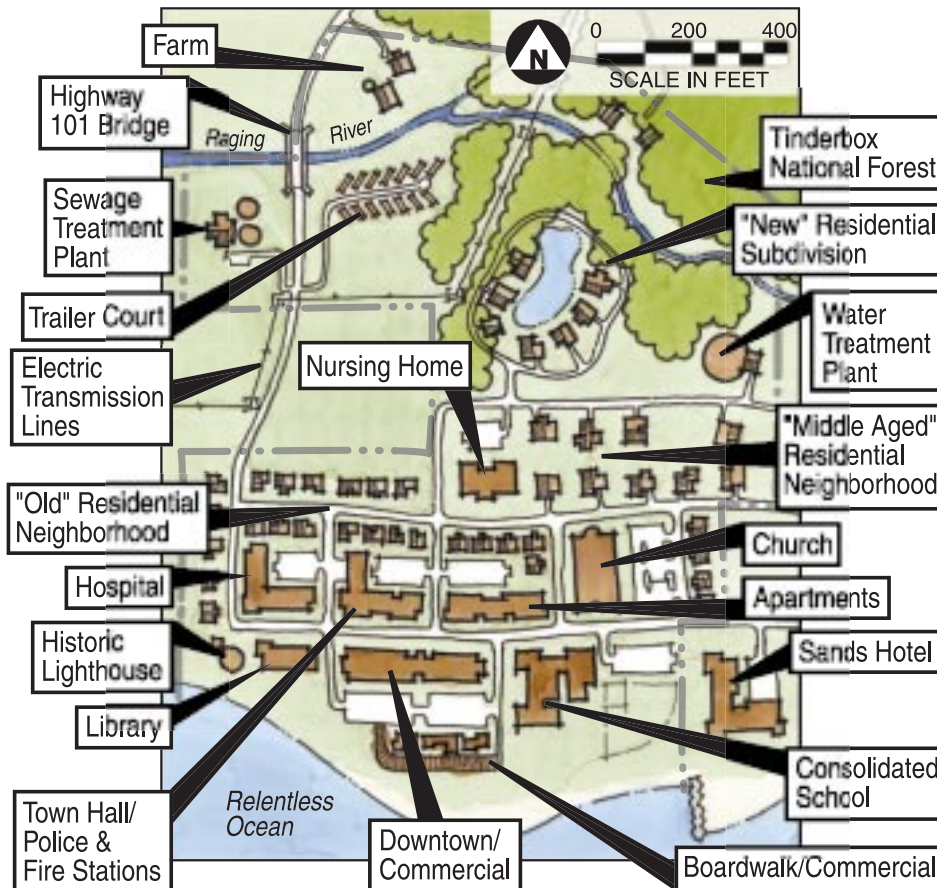 Farm
0 200 400
N
SCALE IN FEET
Highway
101 Bridge
Raging River
Tinderbox
National Forest
Sewage
Treatment
Plant
"New" Residential
Subdivision
Trailer Court
Water
Treatment
Plant
Electric
Transmission
Lines
Nursing Home
"Middle Aged"
Residential
Neighborhood
"Old" Residential
Neighborhood
Church
Hospital
Apartments
Historic
Lighthouse
Sands Hotel
Library
Consolidated
School
Town Hall/
Police &
Fire Stations
Relentless
Ocean
Downtown/
Commercial
Boardwalk/Commercial